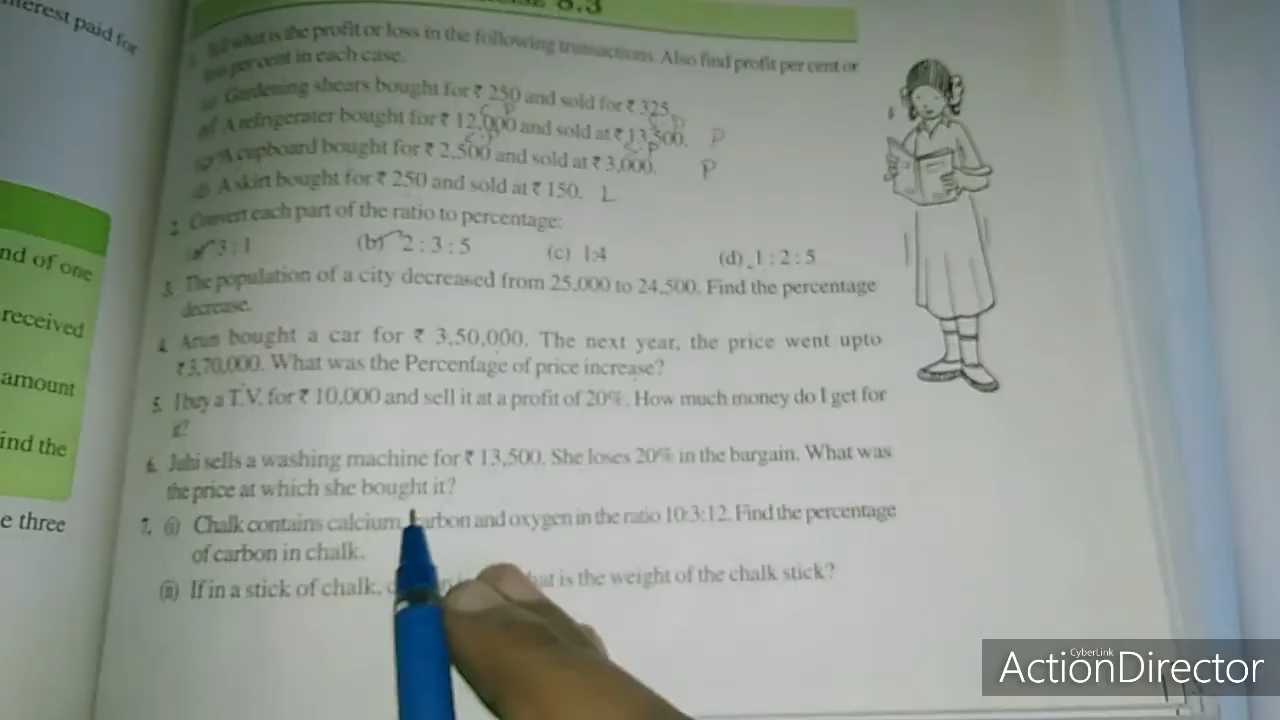 terest paid for
8.3
what is the profit or loss in the following transactions. Also find profit per cent or
loss per cent in each case.
Gardening shears bought for ₹ 250 and sold for ₹ 325.
A refrigerater bought for ₹ 12,000 and sold at ₹ 13,500. P
A cupboard bought for ₹ 2,500 and sold at ₹ 3,000. P
A skirt bought for ₹ 250 and sold at ₹ 150. L
2. Convert each part of the ratio to percentage:
3 : 1 (b) 2 : 3 : 5 (c) 1:4 (d) 1 : 2 : 5
3. The population of a city decreased from 25,000 to 24,500. Find the percentage
decrease.
4. Arun bought a car for ₹ 3,50,000. The next year, the price went upto
₹ 3,70,000. What was the Percentage of price increase?
5. I buy a T.V. for ₹ 10,000 and sell it at a profit of 20%. How much money do I get for
it?
6. Juhi sells a washing machine for ₹ 13,500. She loses 20% in the bargain. What was
the price at which she bought it?
7. (i) Chalk contains calcium, carbon and oxygen in the ratio 10:3:12. Find the percentage
of carbon in chalk.
(ii) If in a stick of chalk, is the weight of the chalk stick?
nd of one
received
amount
ind the
e three
CyberLink
ActionDirector